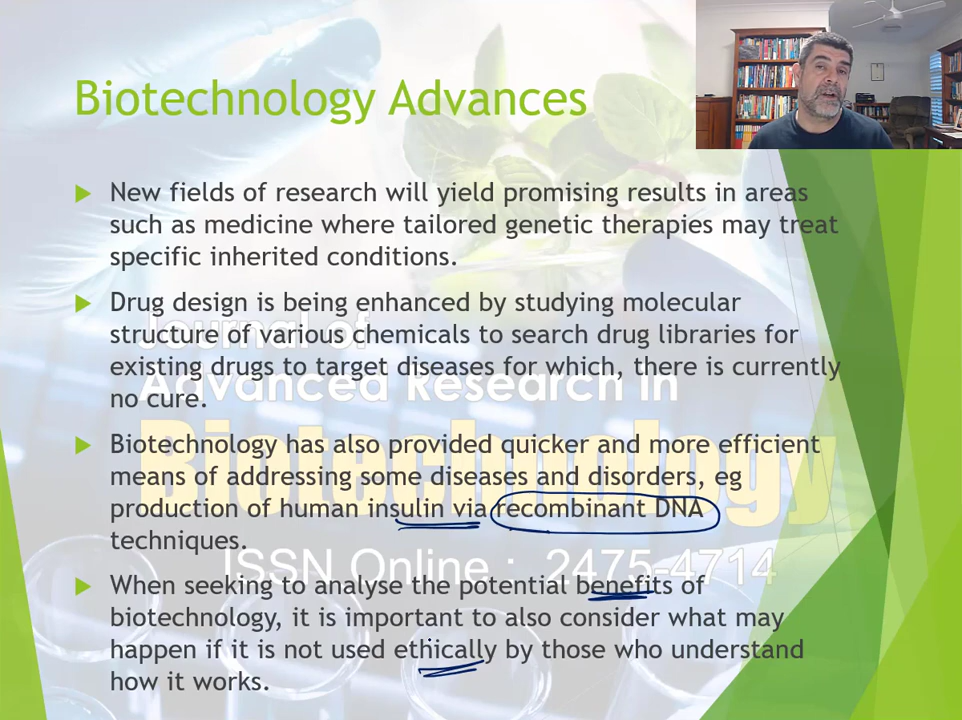 Biotechnology Advances
New fields of research will yield promising results in areas
such as medicine where tailored genetic therapies may treat
specific inherited conditions.
Drug design is being enhanced by studying molecular
structure of various chemicals to search drug libraries for
existing drugs to target diseases for which, there is currently
no cure.
Biotechnology has also provided quicker and more efficient
means of addressing some diseases and disorders, eg
production of human insulin via recombinant DNA
techniques.
When seeking to analyse the potential benefits of
biotechnology, it is important to also consider what may
happen if it is not used ethically by those who understand
how it works.
Journal of
Advanced Research in
Biotechnology
ISSN Online : 2475-4714